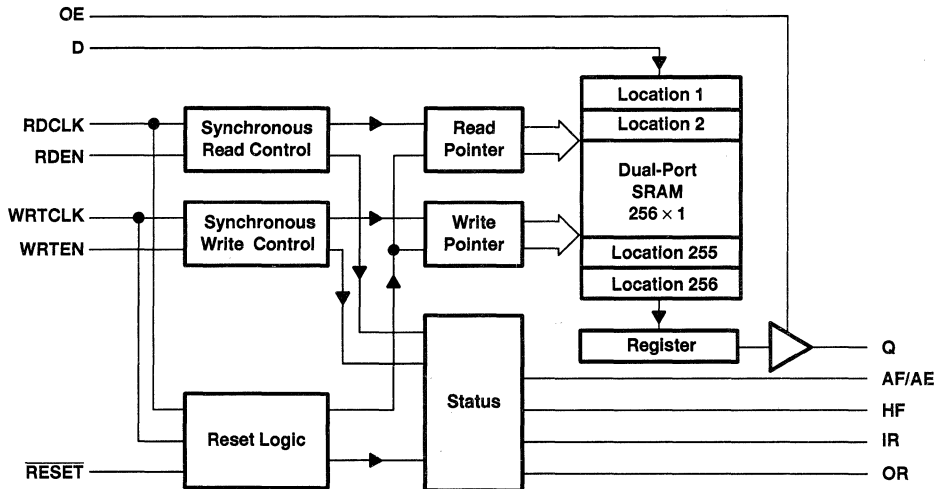 OE
D
RDCLK
RDEN
WRTCLK
WRTEN
RESET
Synchronous
Read Control
Synchronous
Write Control
Reset Logic
Read
Pointer
Write
Pointer
Status
Location 1
Location 2
Dual-Port
SRAM
256 × 1
Location 255
Location 256
Register
Q
AF/AE
HF
IR
OR